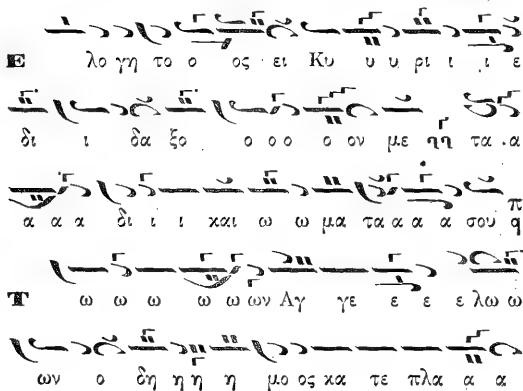 Ε λο γη το ο ος ει Κυ υ υ ρι ι ι ε
δι ι δα ξο ο ο ο ο ον με τα α
α α α δι ι ι και ω ω μα τα α α α σου
Τ ω ω ω ω ω ων Αγ γε ε ε ε λω ω
ων ο δη η η η μο ος κα τε πλα α α